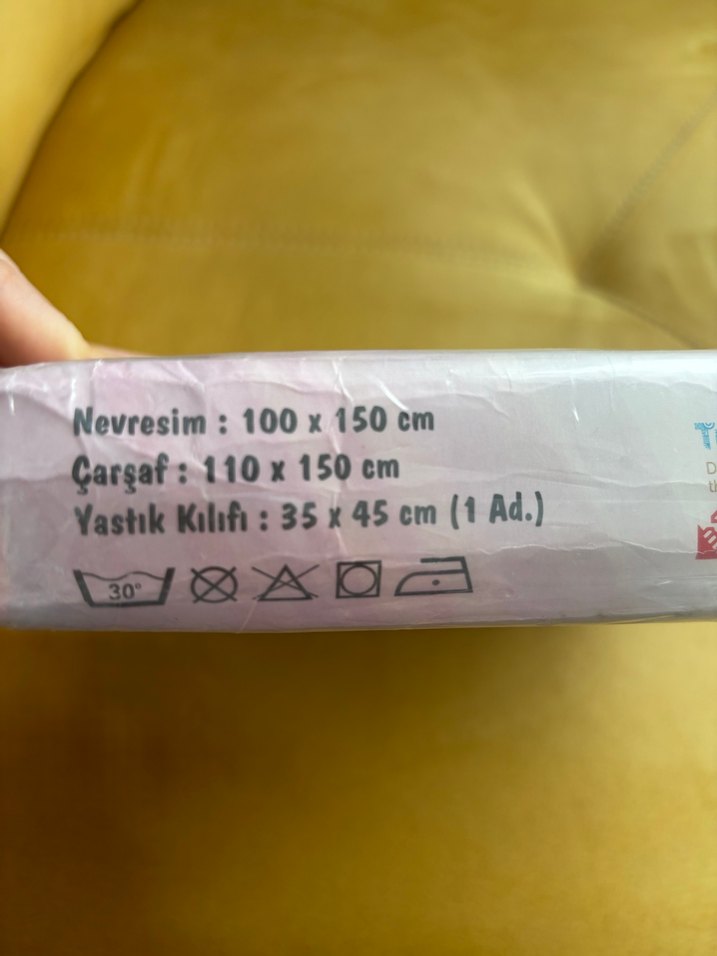 Nevresim : 100 x 150 cm
Çarşaf : 110 x 150 cm
Yastık Kılıfı : 35 x 45 cm (1 Ad.)
30°